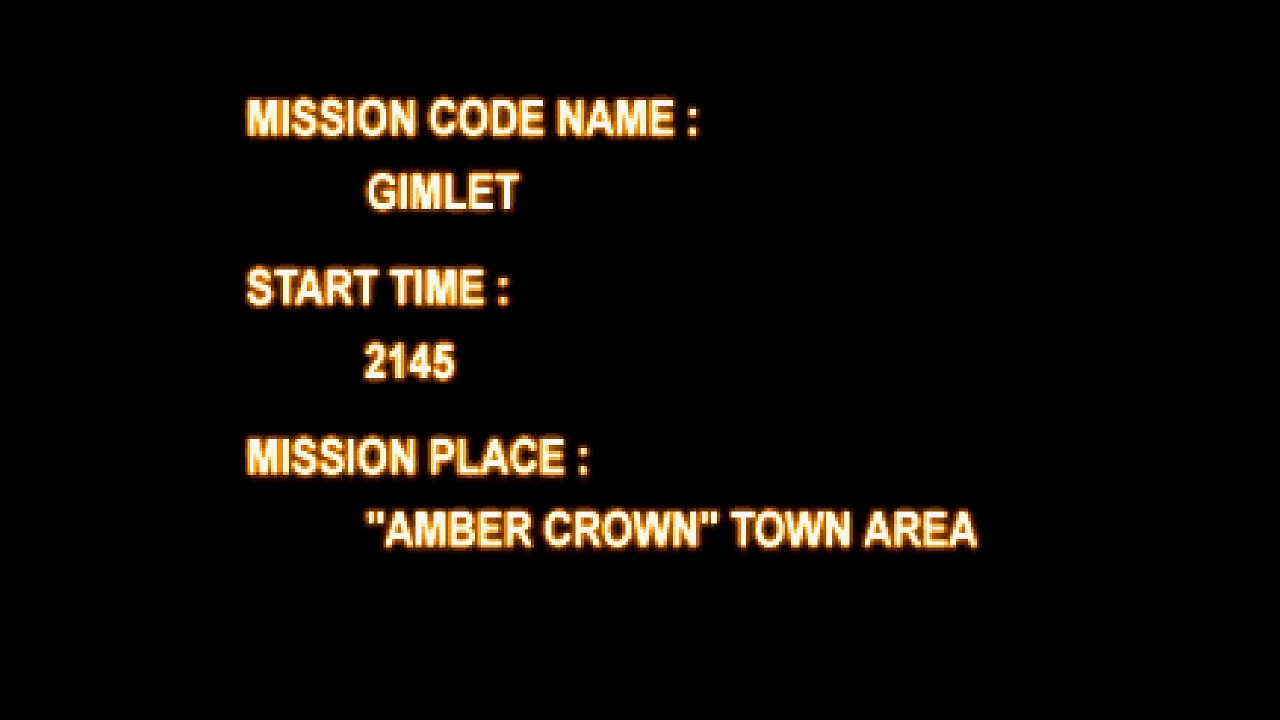 MISSION CODE NAME :
GIMLET
START TIME :
2145
MISSION PLACE :
"AMBER CROWN" TOWN AREA